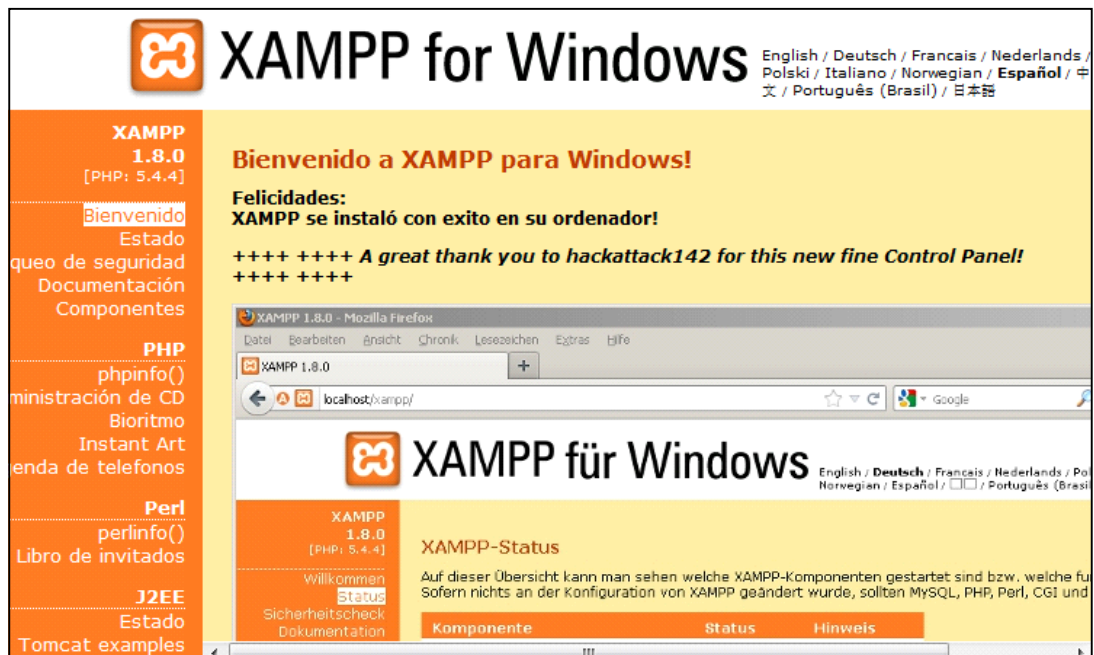 XAMPP for Windows
English / Deutsch / Francais / Nederlands /
Polski / Italiano / Norwegian / Español / 中
文 / Português (Brasil) / 日本語
XAMPP
1.8.0
[PHP: 5.4.4]
Bienvenido
Estado
queo de seguridad
Documentación
Componentes
PHP
phpinfo()
ministración de CD
Bioritmo
Instant Art
enda de telefonos
Perl
perlinfo()
Libro de invitados
J2EE
Estado
Tomcat examples
Bienvenido a XAMPP para Windows!
Felicidades:
XAMPP se instaló con exito en su ordenador!
++++ ++++ A great thank you to hackattack142 for this new fine Control Panel!
++++ ++++
XAMPP 1.8.0 - Mozilla Firefox
Datei Bearbeiten Ansicht Chronik Lesezeichen Extras Hilfe
XAMPP 1.8.0
localhost/xampp/
Google
XAMPP für Windows
English / Deutsch / Francais / Nederlands / Pol
Norwegian / Español / □□ / Português (Brasil
XAMPP
1.8.0
[PHP: 5.4.4]
Willkommen
Status
Sicherheitscheck
Dokumentation
XAMPP-Status
Auf dieser Übersicht kann man sehen welche XAMPP-Komponenten gestartet sind bzw. welche fu
Sofern nichts an der Konfiguration von XAMPP geändert wurde, sollten MySQL, PHP, Perl, CGI und
Komponente Status Hinweis